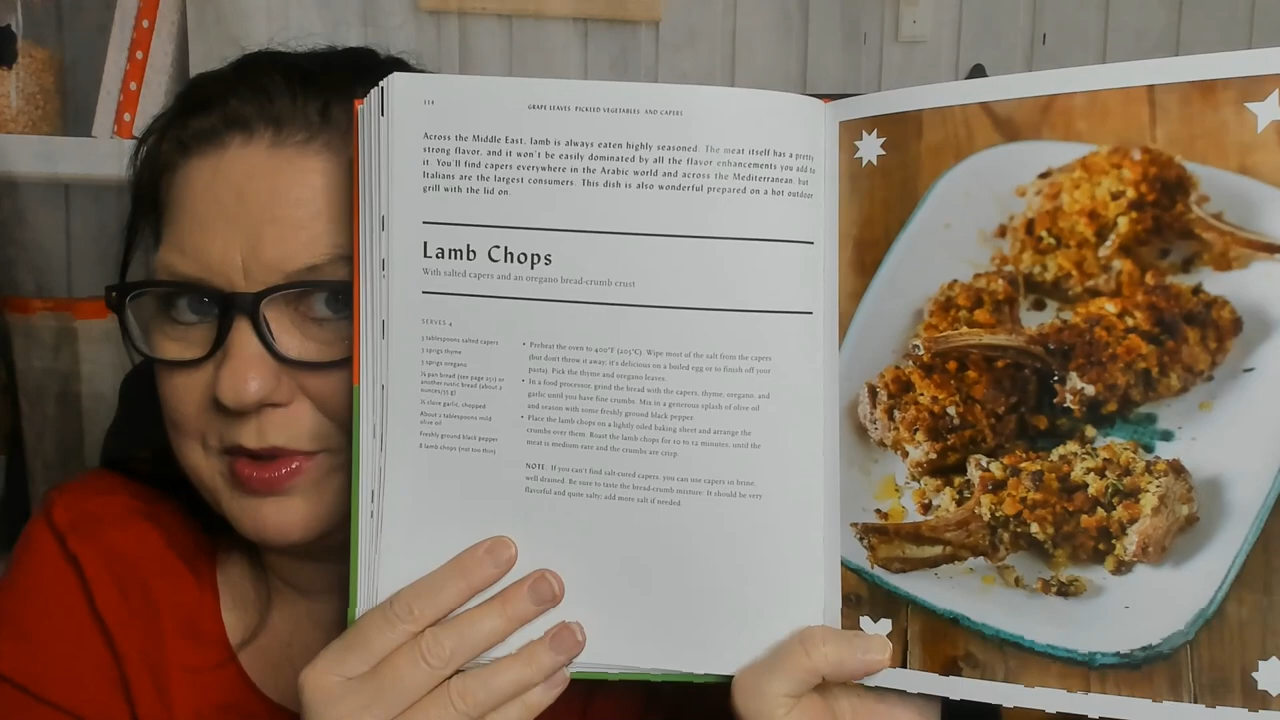 118
GRAPE LEAVES PICKLED VEGETABLES AND CAPERS
Across the Middle East, lamb is always eaten highly seasoned. The meat itself has a pretty
strong flavor, and it won't be easily dominated by all the flavor enhancements you add to
it. You'll find capers everywhere in the Arabic world and across the Mediterranean, but
Italians are the largest consumers. This dish is also wonderful prepared on a hot outdoor
grill with the lid on.
Lamb Chops
With salted capers and an oregano bread-crumb crust
SERVES 4
3 tablespoons salted capers
3 sprigs thyme
3 sprigs oregano
pan bread (see page 251) or
another rustic bread (about 2
ounces/55 g)
½ clove garlic, chopped
About 2 tablespoons mild
olive oil
Freshly ground black pepper
8 lamb chops (not too thin)
• Preheat the oven to 400°F (205°C). Wipe most of the salt from the capers
(but don't throw it away; it's delicious on a boiled egg or to finish off your
pasta). Pick the thyme and oregano leaves.
• In a food processor, grind the bread with the capers, thyme, oregano, and
garlic until you have fine crumbs. Mix in a generous splash of olive oil
and season with some freshly ground black pepper.
• Place the lamb chops on a lightly oiled baking sheet and arrange the
crumbs over them. Roast the lamb chops for 10 to 12 minutes, until the
meat is medium rare and the crumbs are crisp.
NOTE If you can't find salt-cured capers, you can use capers in brine,
well drained. Be sure to taste the bread-crumb mixture: It should be very
flavorful and quite salty; add more salt if needed.